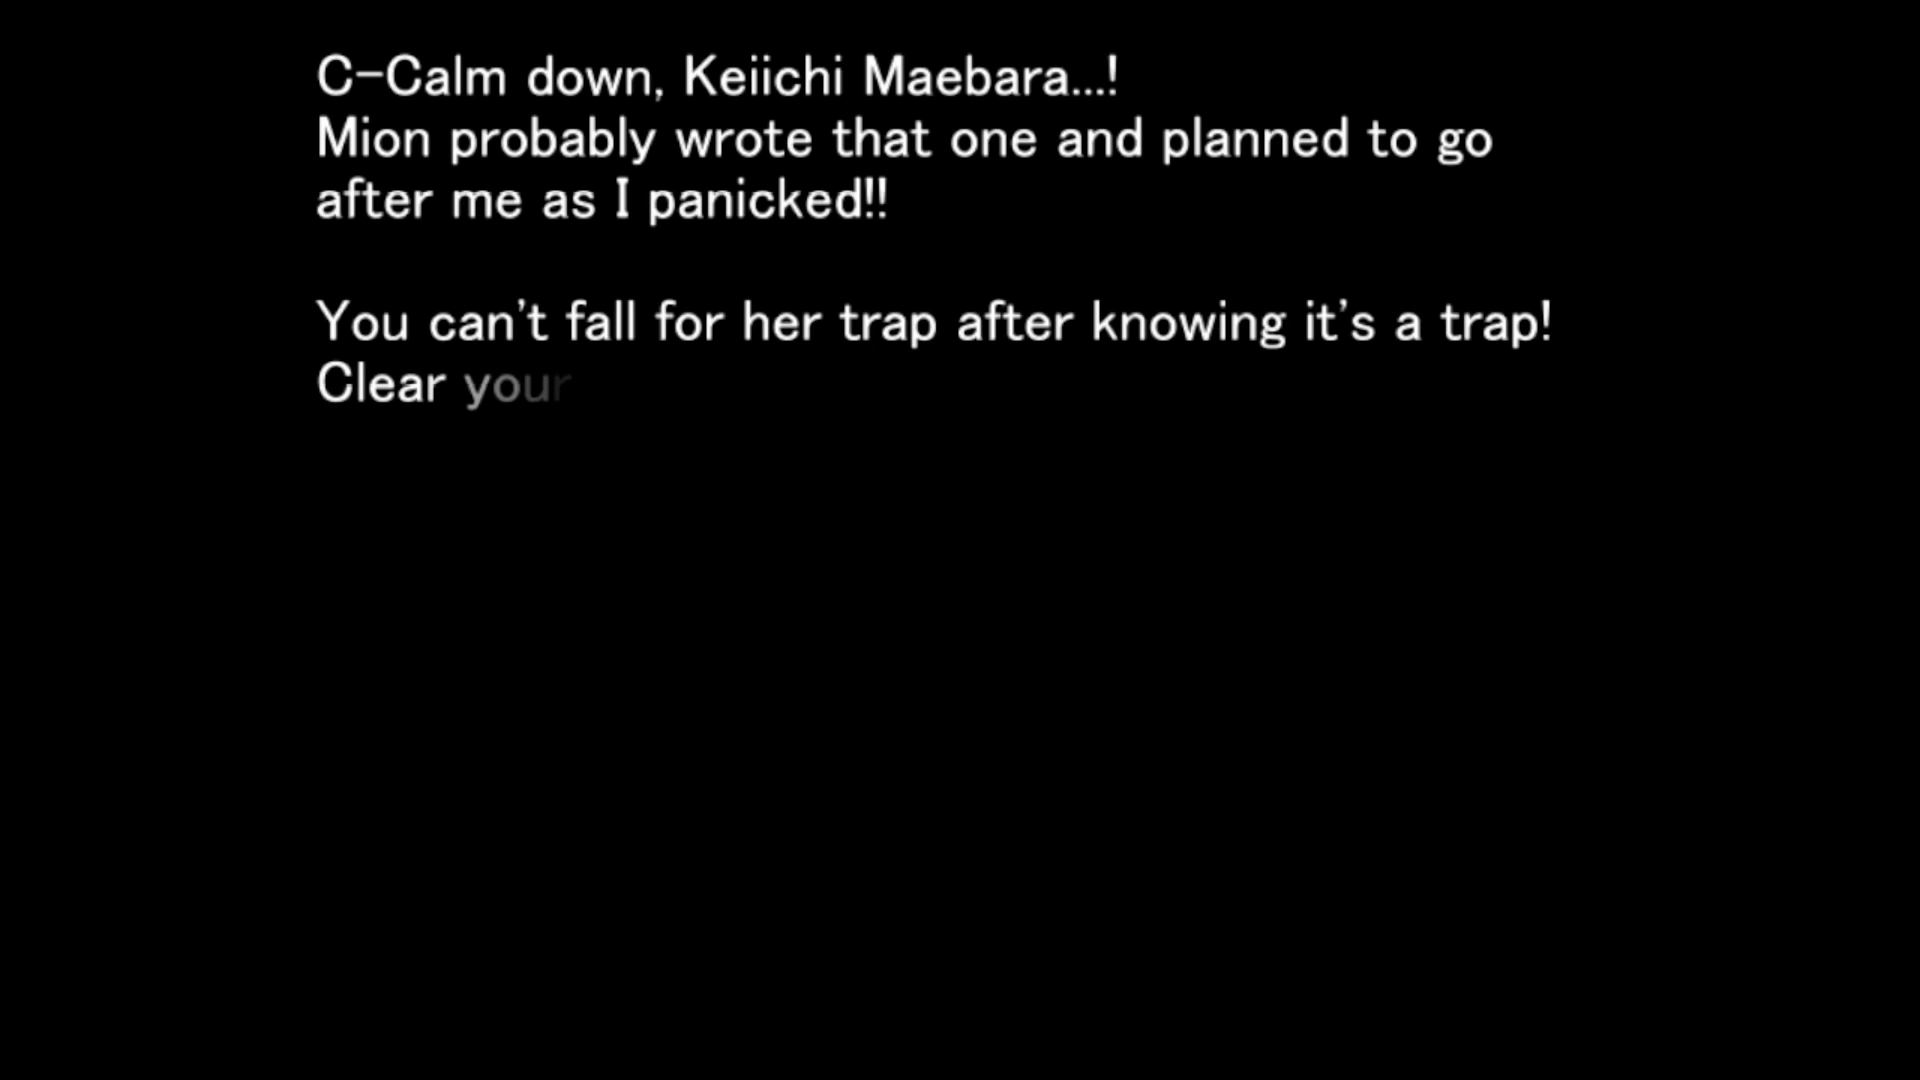 C-Calm down, Keiichi Maebara...!
Mion probably wrote that one and planned to go
after me as I panicked!!
You can't fall for her trap after knowing it's a trap!
Clear your